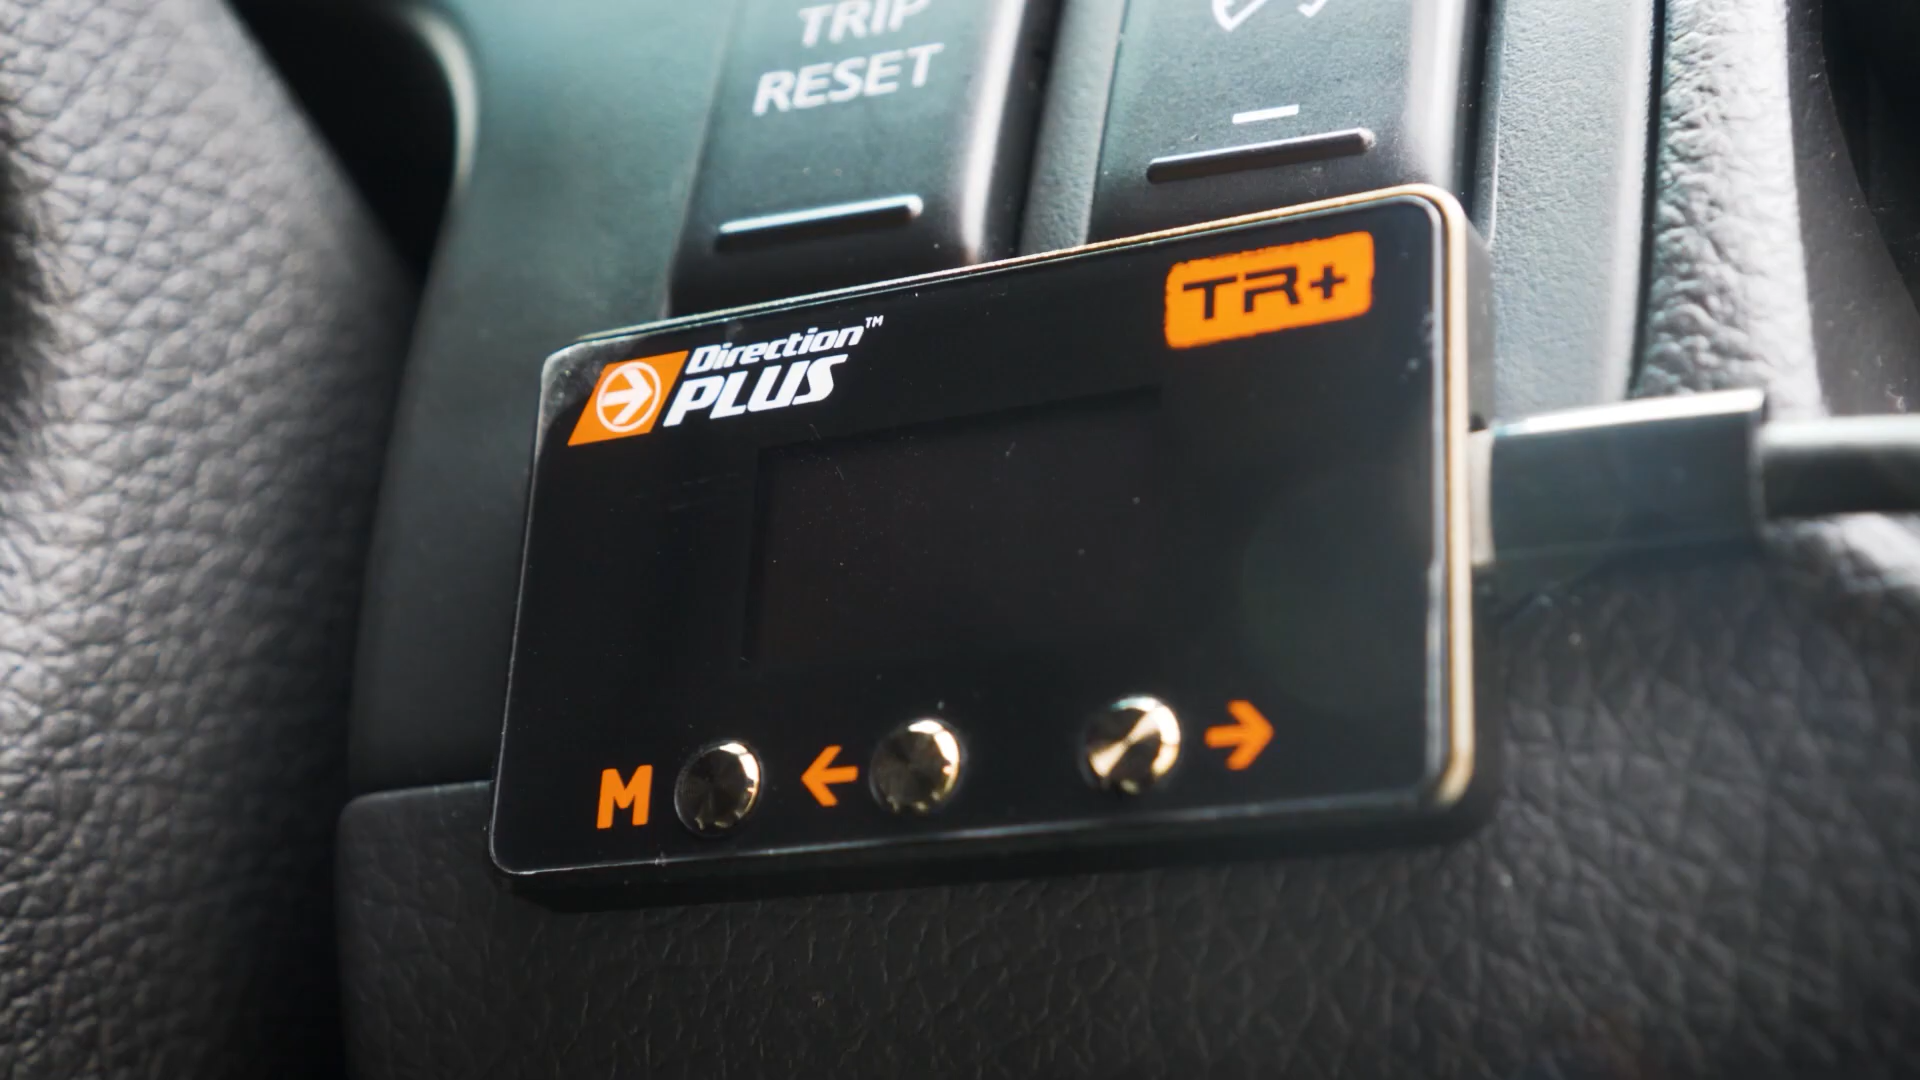 TRIP
RESET
Direction™
PLUS
TR+
M ← →